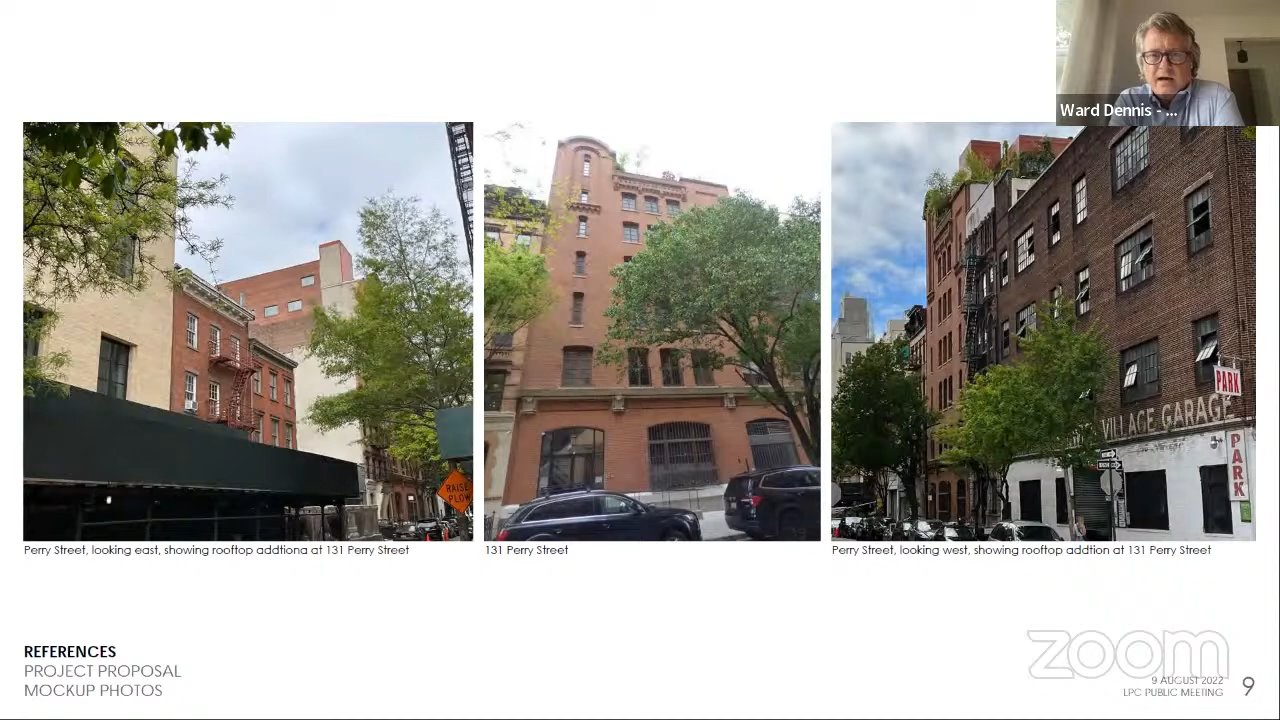 Ward Dennis - ...
RAISE
PLOW
PARK
VILLAGE GARAGE
PARK
Perry Street, looking east, showing rooftop addtiona at 131 Perry Street
131 Perry Street
Perry Street, looking west, showing rooftop addtion at 131 Perry Street
REFERENCES
PROJECT PROPOSAL
MOCKUP PHOTOS
zoom
9 AUGUST 2022
LPC PUBLIC MEETING
9